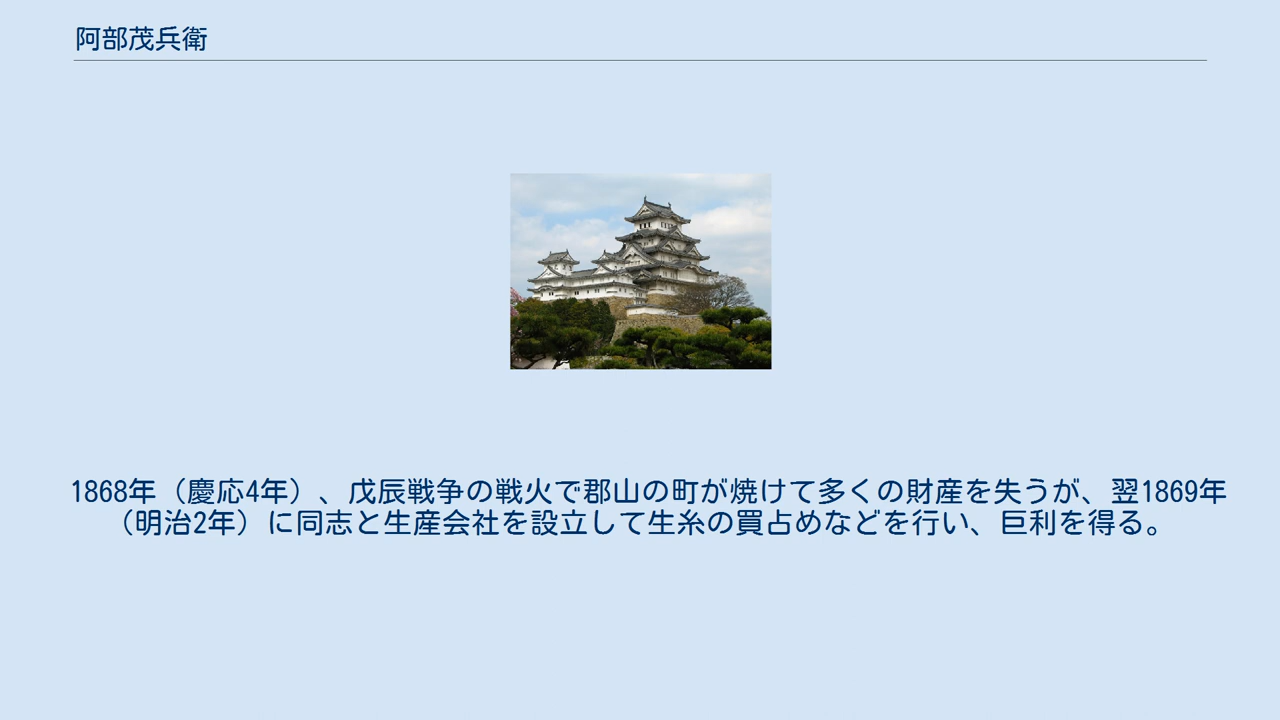 阿部茂兵衛
1868年（慶応4年）、戊辰戦争の戦火で郡山の町が焼けて多くの財産を失うが、翌1869年
（明治2年）に同志と生産会社を設立して生糸の買占めなどを行い、巨利を得る。